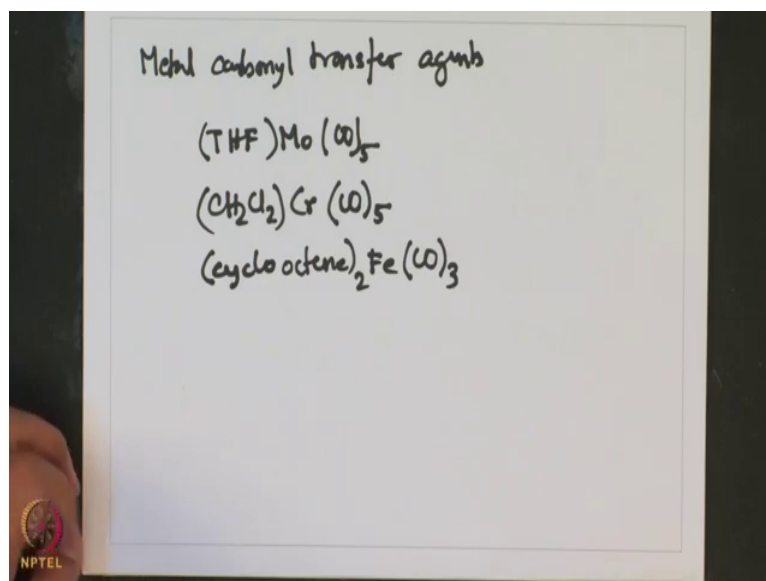 Metal carbonyl transfer agents
(THF)Mo(CO)5
(CH2Cl2)Cr(CO)5
(cyclooctene)2Fe(CO)3
NPTEL